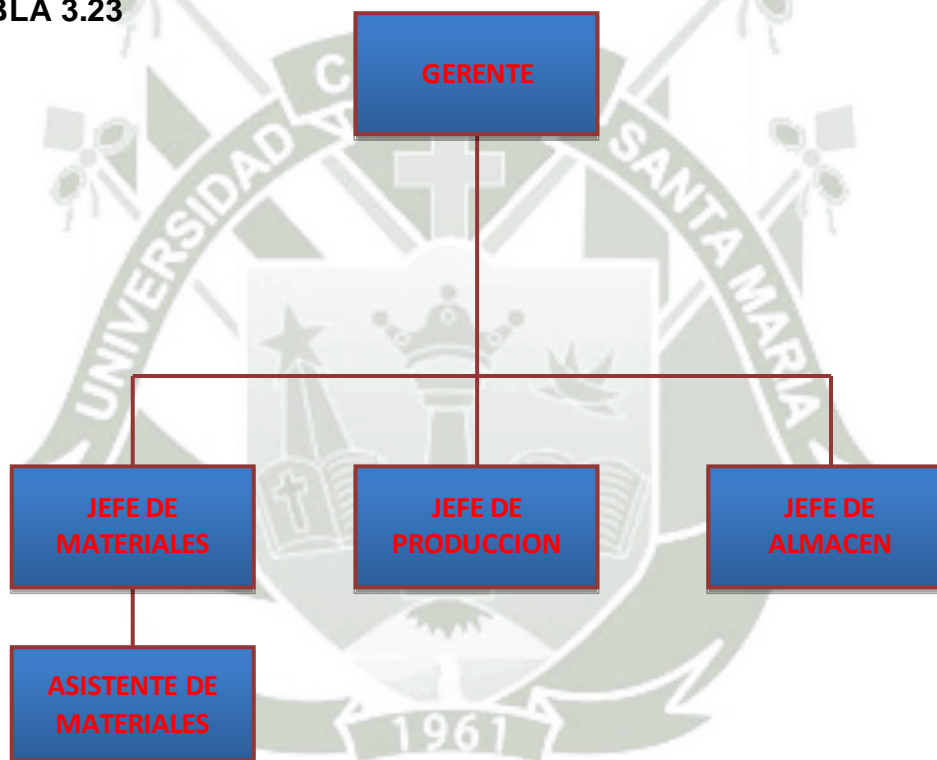 BLA 3.23
GERENTE
UNIVERSIDAD C SANTA MARIA
JEFE DE
MATERIALES
JEFE DE
PRODUCCION
JEFE DE
ALMACEN
ASISTENTE DE
MATERIALES
1961